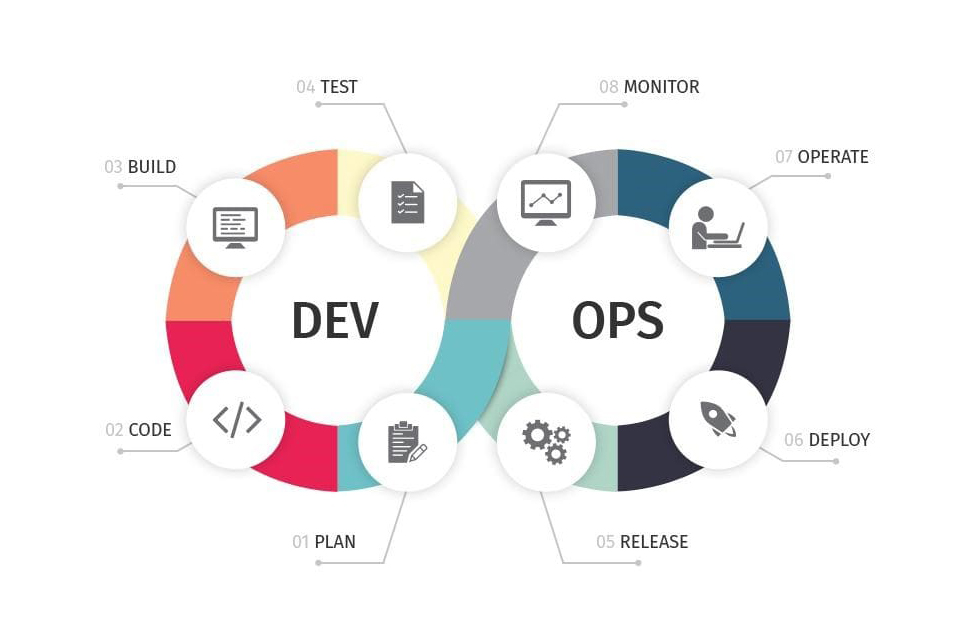 04 TEST
08 MONITOR
03 BUILD
07 OPERATE
DEV
OPS
02 CODE
06 DEPLOY
01 PLAN
05 RELEASE